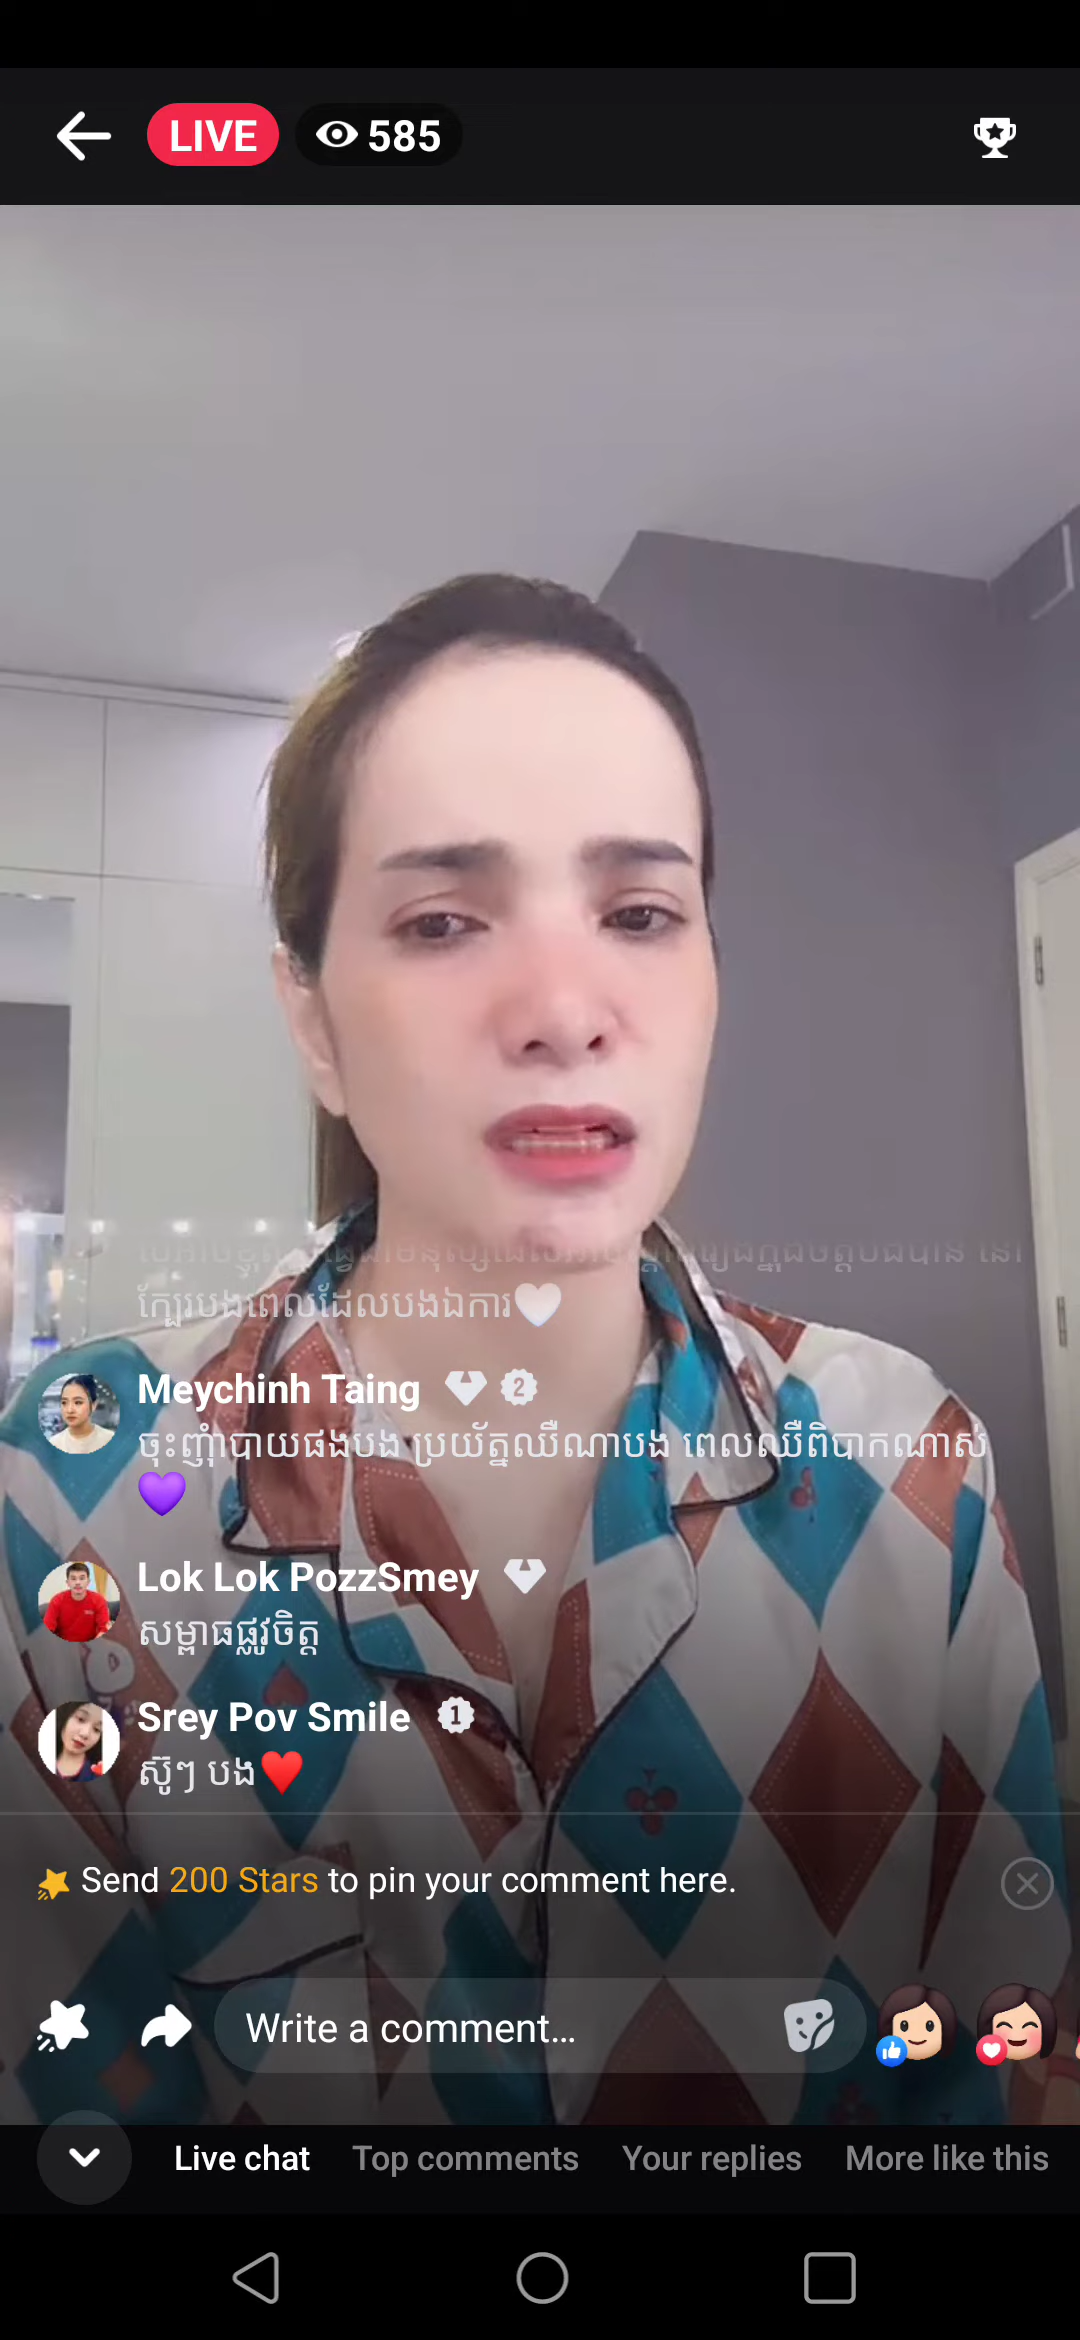 LIVE 585
ក្បែរបងពេលដែលបងឯការ🤍
Meychinh Taing 2
ចុះញ៉ាំបាយផងបង ប្រយ័ត្នឈឺណាបង ពេលឈឺពិបាកណាស់
💜
Lok Lok PozzSmey
សម្ពាធផ្លូវចិត្ត
Srey Pov Smile 1
ស៊ូៗ បង❤️
Send 200 Stars to pin your comment here.
Write a comment...
Live chat Top comments Your replies More like this